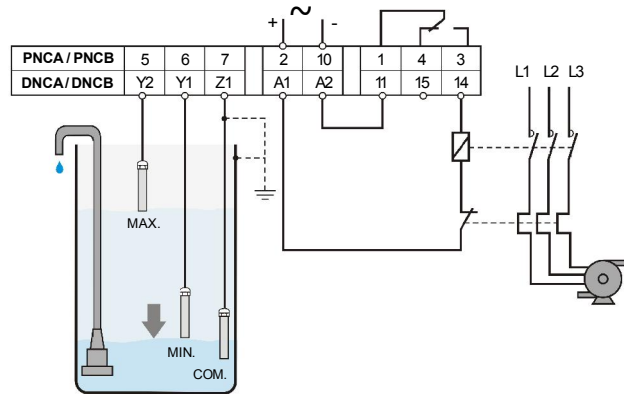 + ~ -
PNCA / PNCB 5 6 7 2 10 1 4 3
DNCA/ DNCB Y2 Y1 Z1 A1 A2 11 15 14
L1 L2 L3
MAX.
MIN.
COM.